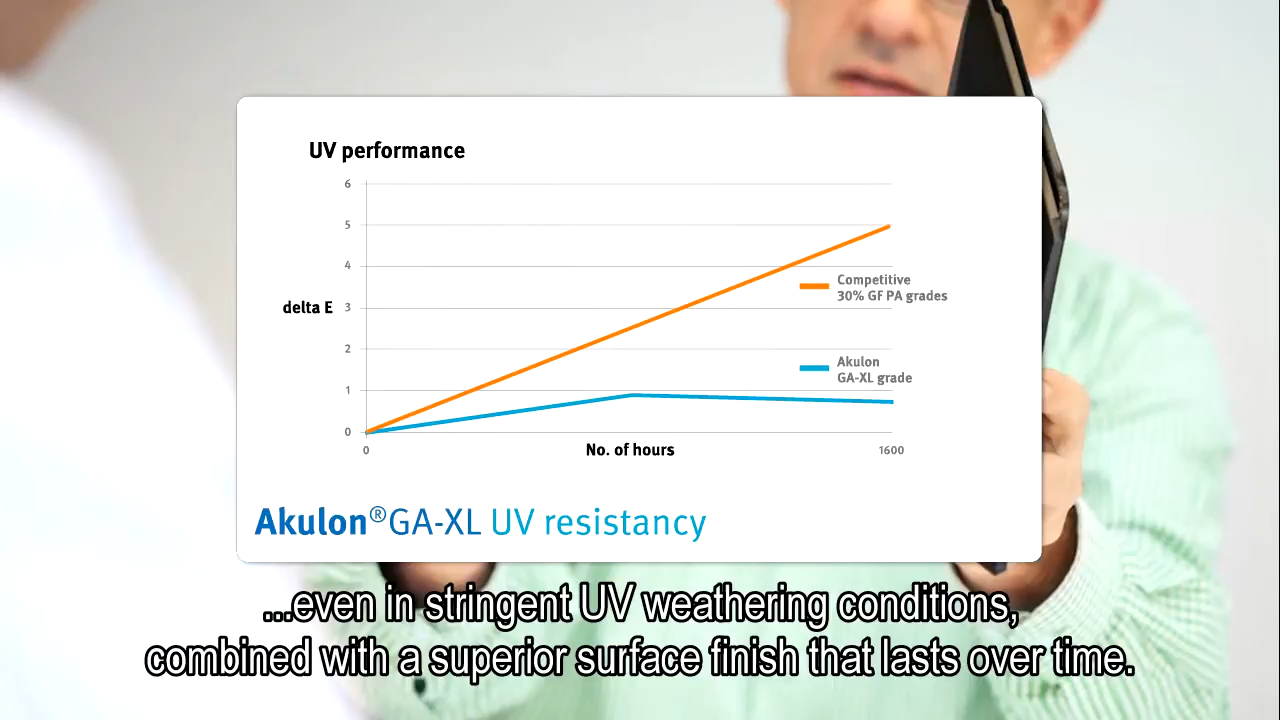 UV performance
6
5
4
delta E 3
2
1
0
0 No. of hours 1600
Competitive
30% GF PA grades
Akulon
GA-XL grade
Akulon® GA-XL UV resistancy
...even in stringent UV weathering conditions,
combined with a superior surface finish that lasts over time.